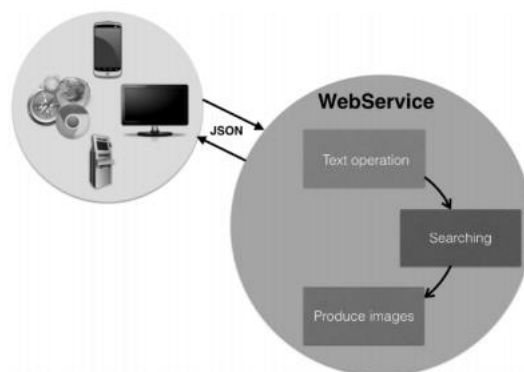 WebService
JSON
Text operation
Searching
Produce images